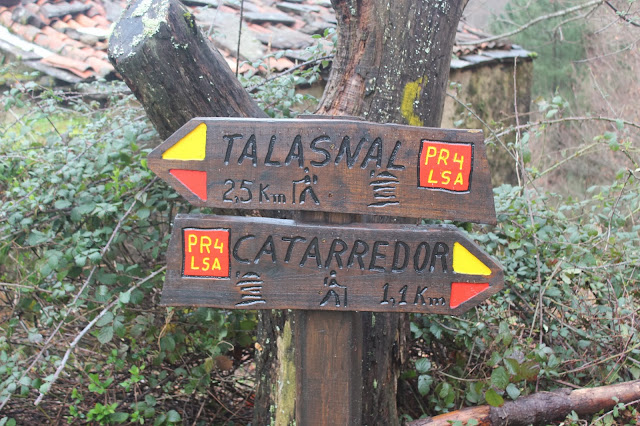 TALASNAL
2,5 Km
PR4
LSA
PR4
LSA
CATARREDOR
1,1 Km